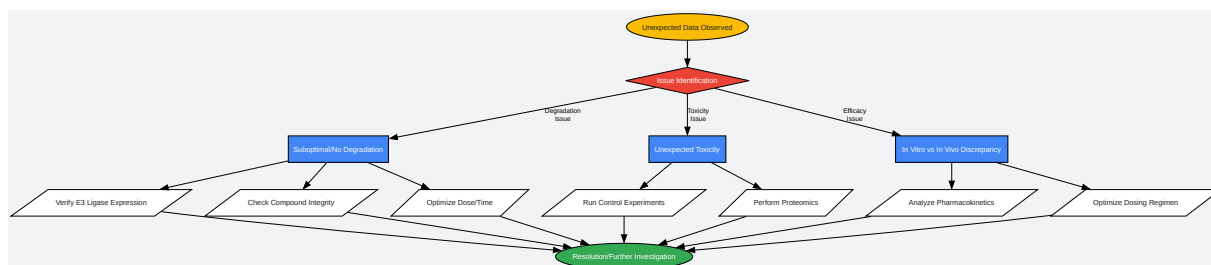 Unexpected Data Observed
Issue Identification
Degradation
Issue
Toxicity
Issue
Efficacy
Issue
Suboptimal/No Degradation
Unexpected Toxicity
In Vitro vs In Vivo Discrepancy
Verify E3 Ligase Expression
Check Compound Integrity
Optimize Dose/Time
Run Control Experiments
Perform Proteomics
Analyze Pharmacokinetics
Optimize Dosing Regimen
Resolution/Further Investigation